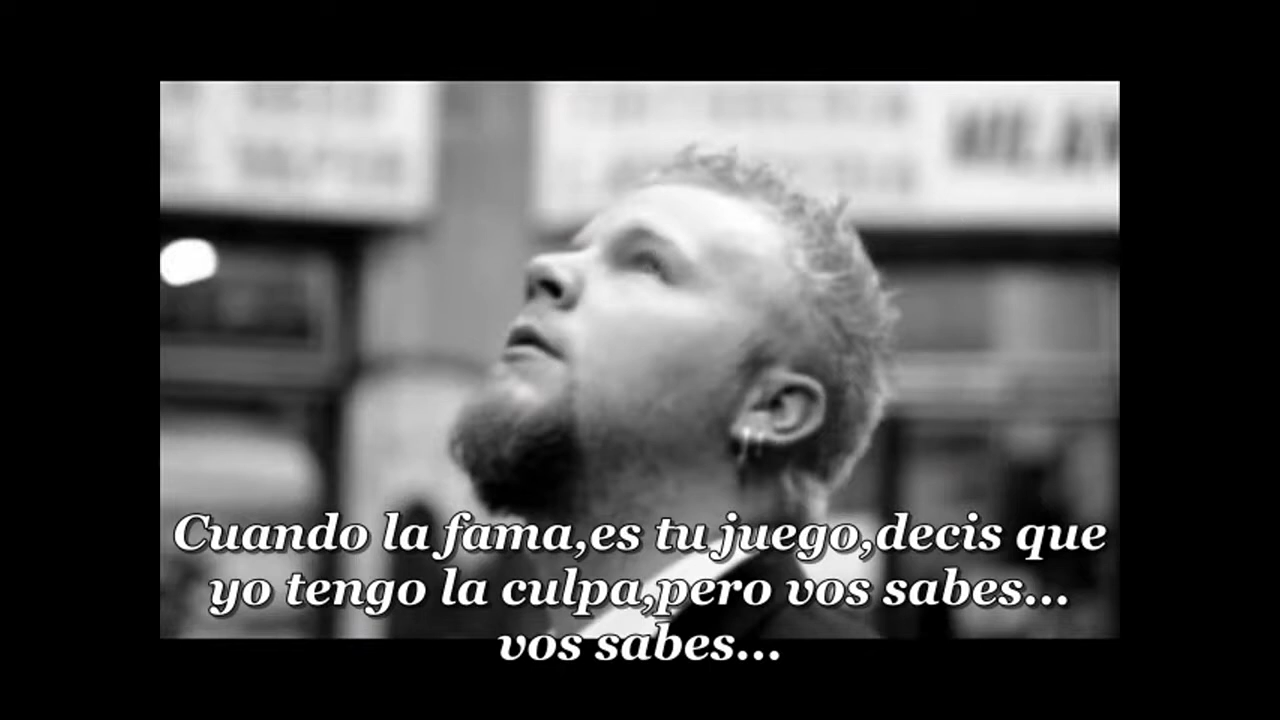 Cuando la fama,es tu juego,decis que
yo tengo la culpa,pero vos sabes...
vos sabes...